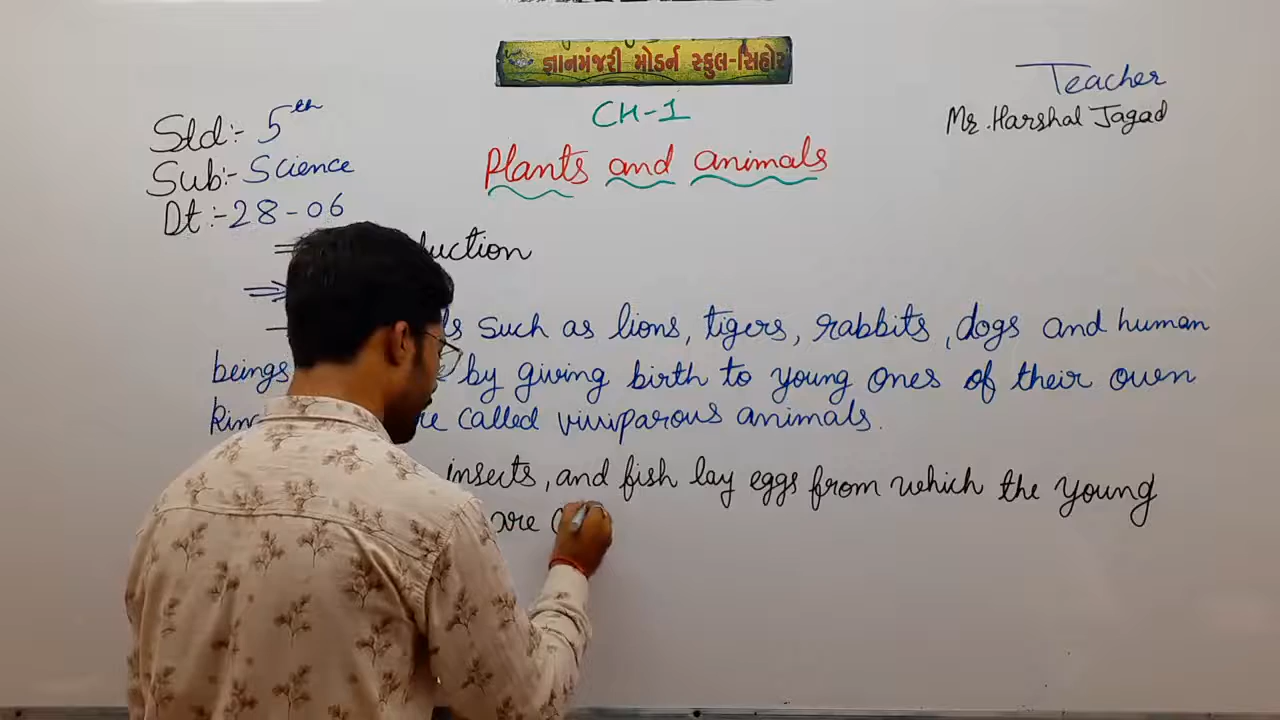 જ્ઞાનમંજરી મોડર્ન સ્કુલ-સિહોર
Teacher
Mr. Harshal Jagad
CH-1
Std:- 5th
Plants and animals
Sub:- Science
Dt:- 28-06
such as lions, tigers, rabbits, dogs and human
beings by giving birth to young ones of their own
called viviparous animals.
insects, and fish lay eggs from which the young
are